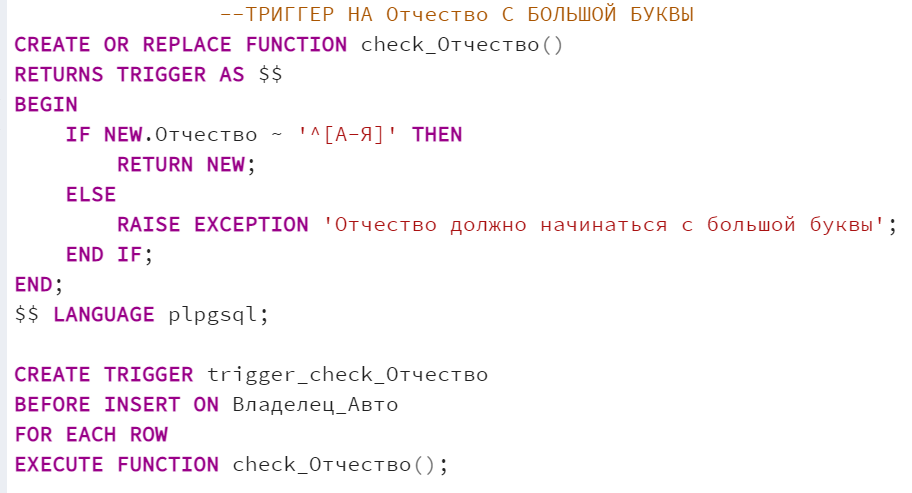 --ТРИГГЕР НА Отчество С БОЛЬШОЙ БУКВЫ
CREATE OR REPLACE FUNCTION check_Отчество()
RETURNS TRIGGER AS $$
BEGIN
    IF NEW.Отчество ~ '^[А-Я]' THEN
        RETURN NEW;
    ELSE
        RAISE EXCEPTION 'Отчество должно начинаться с большой буквы';
    END IF;
END;
$$ LANGUAGE plpgsql;

CREATE TRIGGER trigger_check_Отчество
BEFORE INSERT ON Владелец_Авто
FOR EACH ROW
EXECUTE FUNCTION check_Отчество();